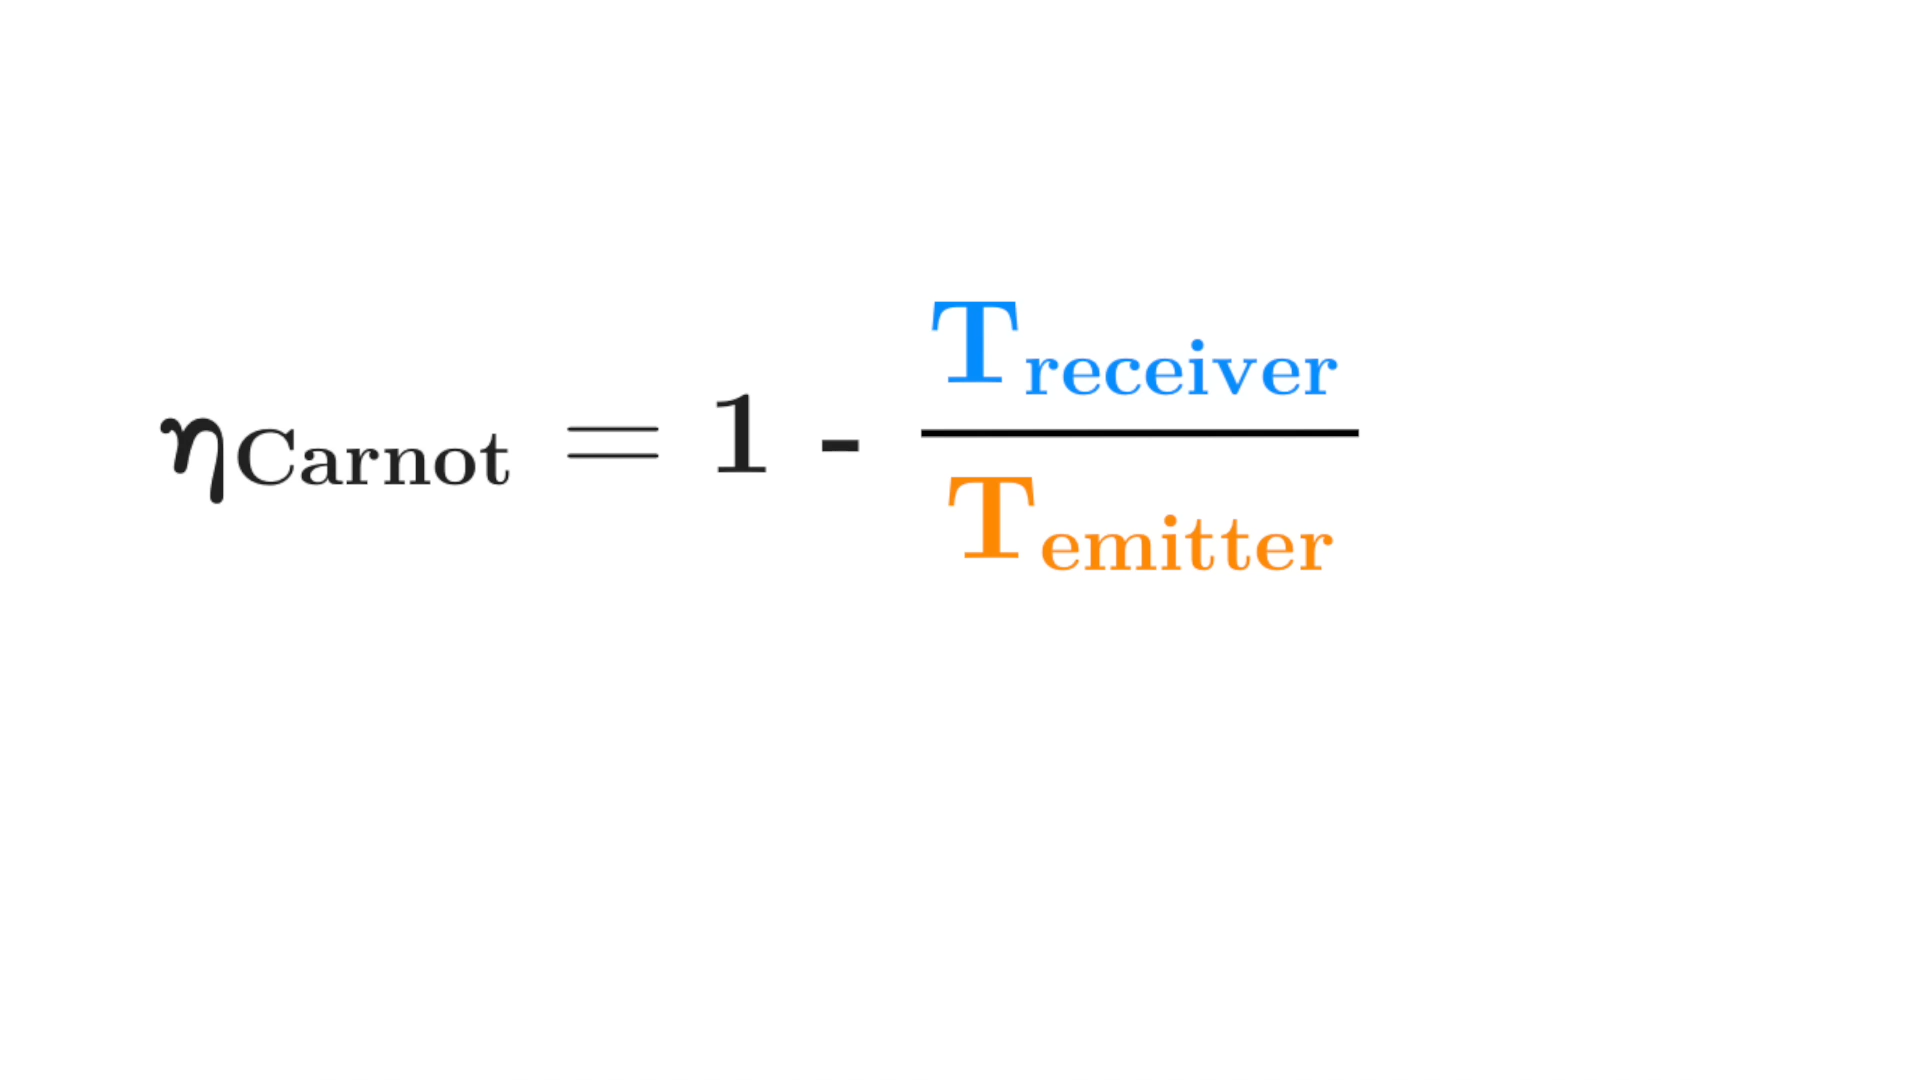 η_Carnot = 1 - T_receiver
T_emitter